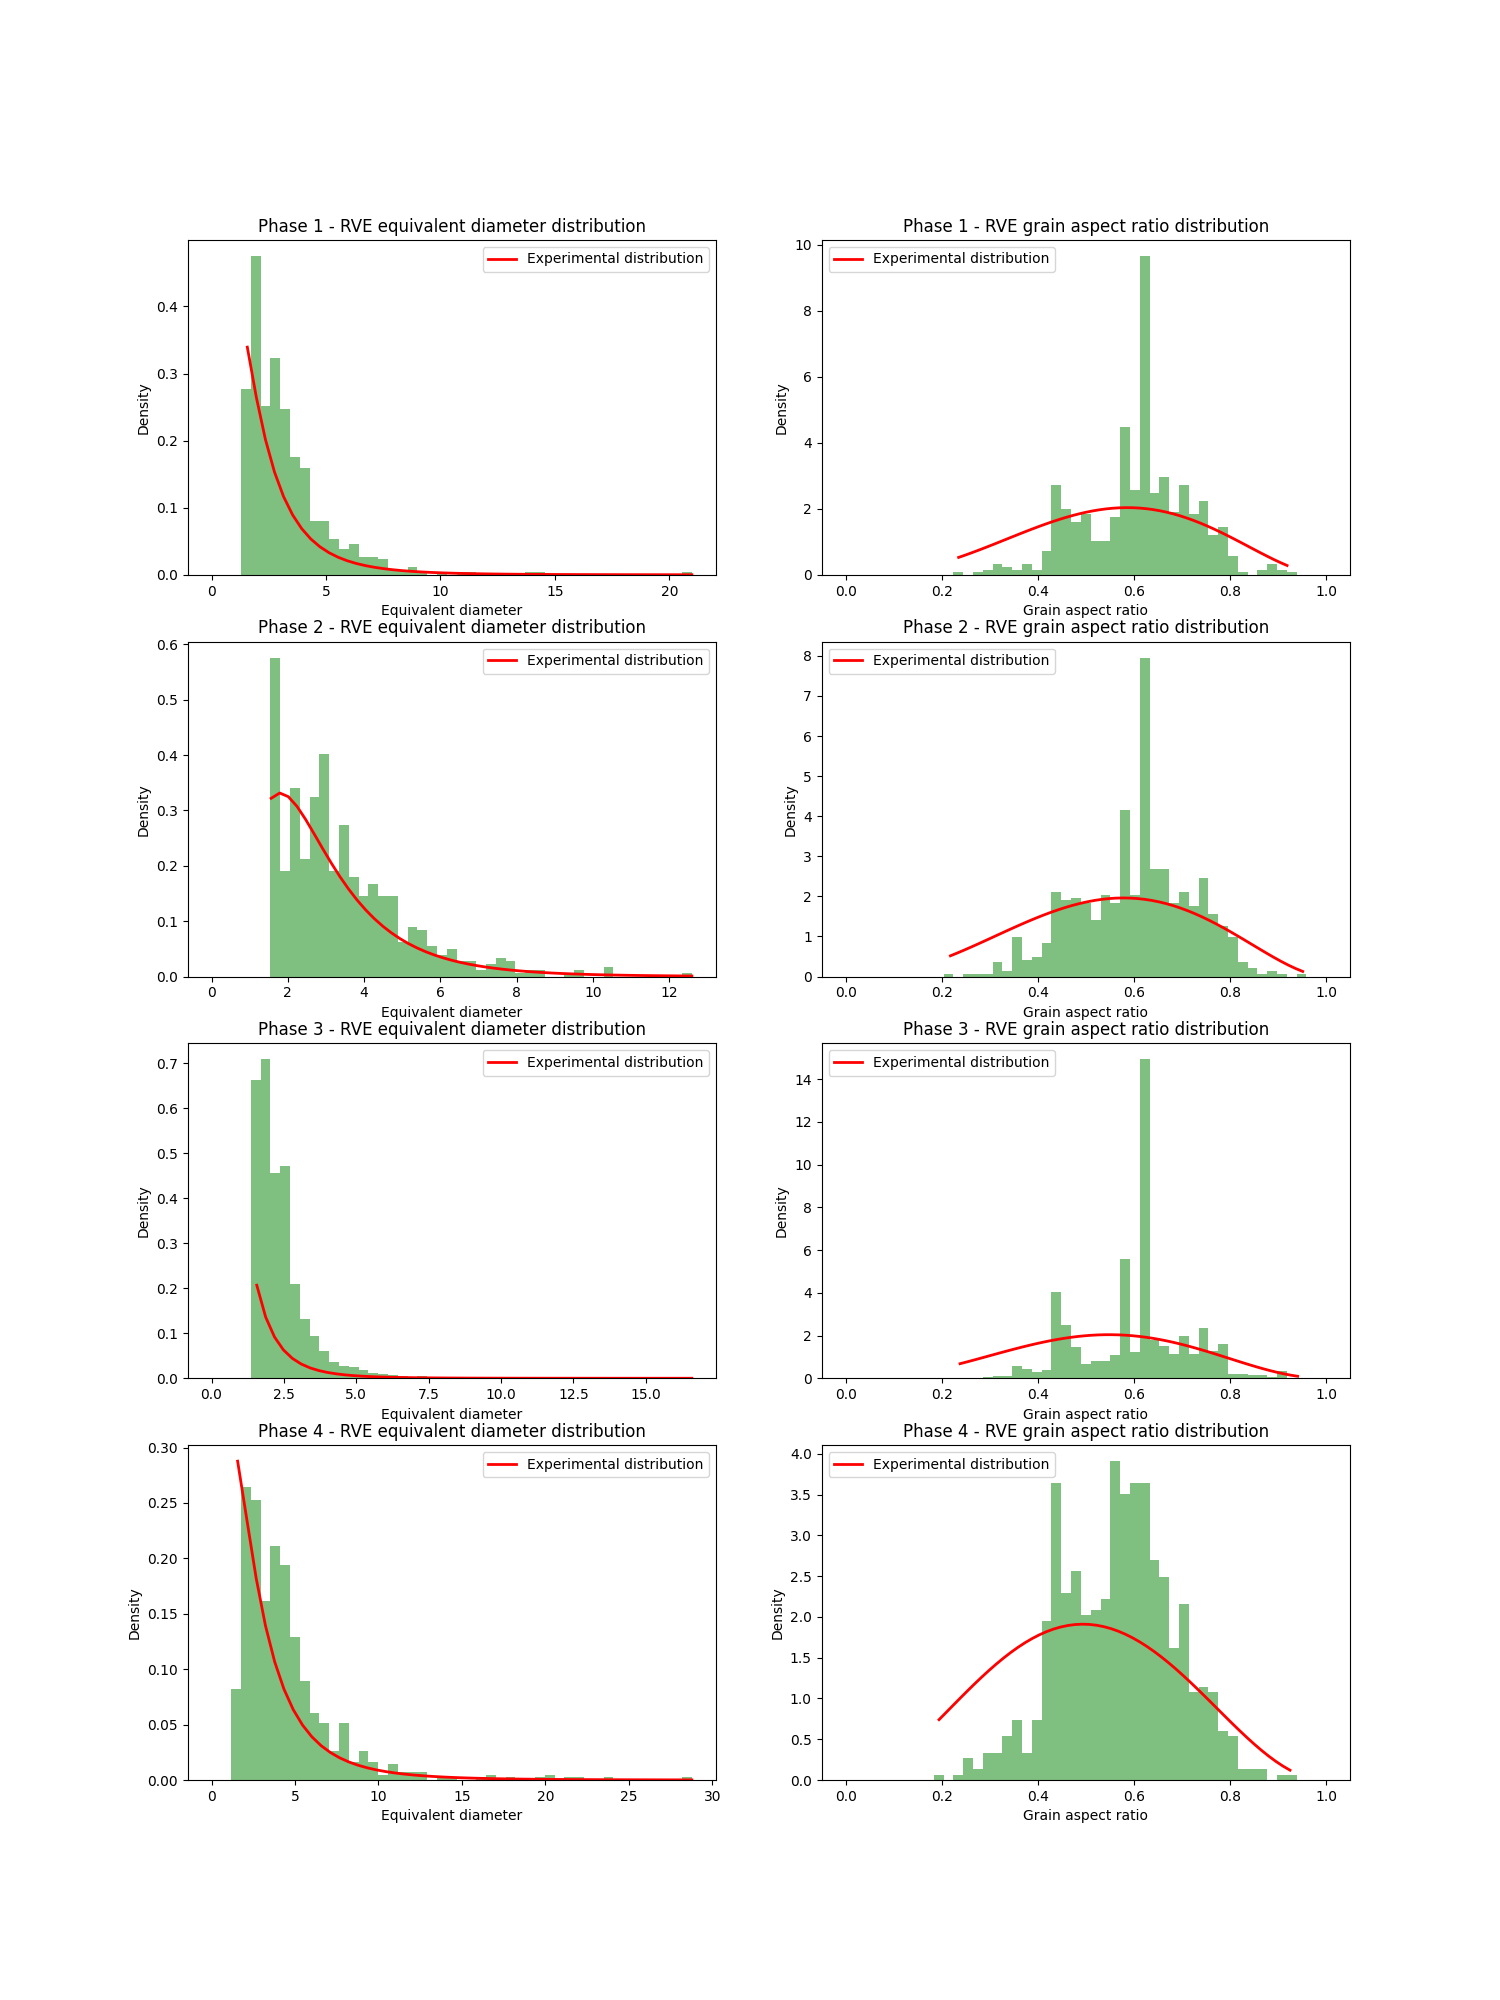 Phase 1 - RVE equivalent diameter distribution
Experimental distribution
Density
0.4
0.3
0.2
0.1
0.0
0 5 10 15 20
Equivalent diameter
Phase 1 - RVE grain aspect ratio distribution
Experimental distribution
Density
10
8
6
4
2
0
0.0 0.2 0.4 0.6 0.8 1.0
Grain aspect ratio
Phase 2 - RVE equivalent diameter distribution
Experimental distribution
Density
0.6
0.5
0.4
0.3
0.2
0.1
0.0
0 2 4 6 8 10 12
Equivalent diameter
Phase 2 - RVE grain aspect ratio distribution
Experimental distribution
Density
8
7
6
5
4
3
2
1
0
0.0 0.2 0.4 0.6 0.8 1.0
Grain aspect ratio
Phase 3 - RVE equivalent diameter distribution
Experimental distribution
Density
0.7
0.6
0.5
0.4
0.3
0.2
0.1
0.0
0.0 2.5 5.0 7.5 10.0 12.5 15.0
Equivalent diameter
Phase 3 - RVE grain aspect ratio distribution
Experimental distribution
Density
14
12
10
8
6
4
2
0
0.0 0.2 0.4 0.6 0.8 1.0
Grain aspect ratio
Phase 4 - RVE equivalent diameter distribution
Experimental distribution
Density
0.30
0.25
0.20
0.15
0.10
0.05
0.00
0 5 10 15 20 25 30
Equivalent diameter
Phase 4 - RVE grain aspect ratio distribution
Experimental distribution
Density
4.0
3.5
3.0
2.5
2.0
1.5
1.0
0.5
0.0
0.0 0.2 0.4 0.6 0.8 1.0
Grain aspect ratio